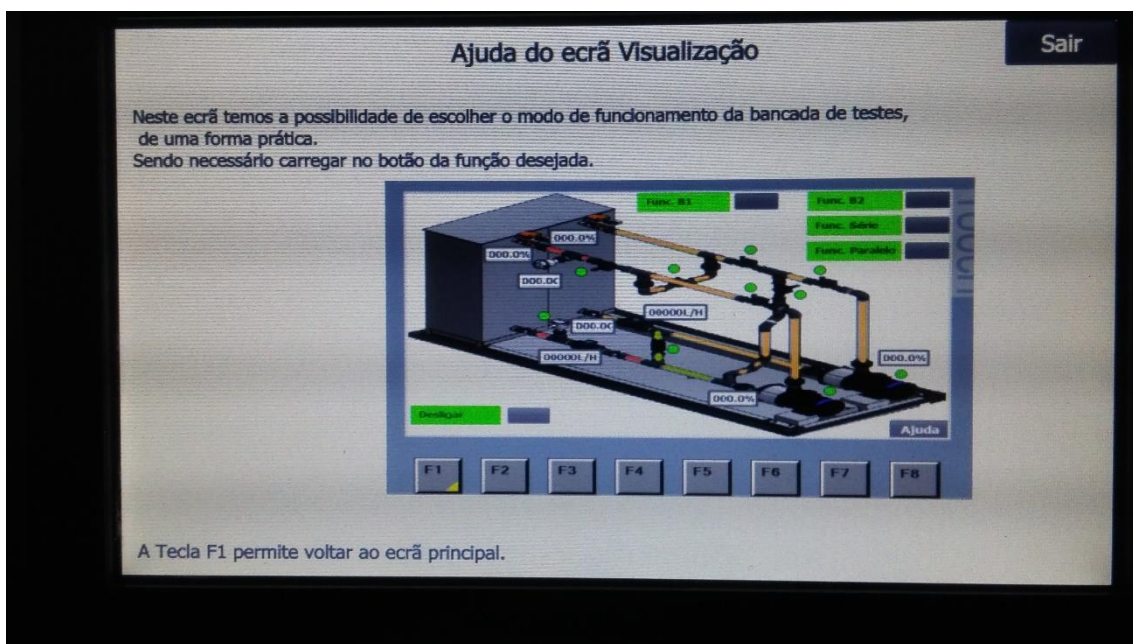 Ajuda do ecrã Visualização
Sair
Neste ecrã temos a possibilidade de escolher o modo de funcionamento da bancada de testes,
de uma forma prática.
Sendo necessário carregar no botão da função desejada.
Func. B1
Func. B2
Func. Série
Func. Paralelo
TOUCH
000.0%
000.0%
000.0C
00000L/H
000.0C
00000L/H
000.0%
000.0%
Desligar
Ajuda
F1 F2 F3 F4 F5 F6 F7 F8
A Tecla F1 permite voltar ao ecrã principal.